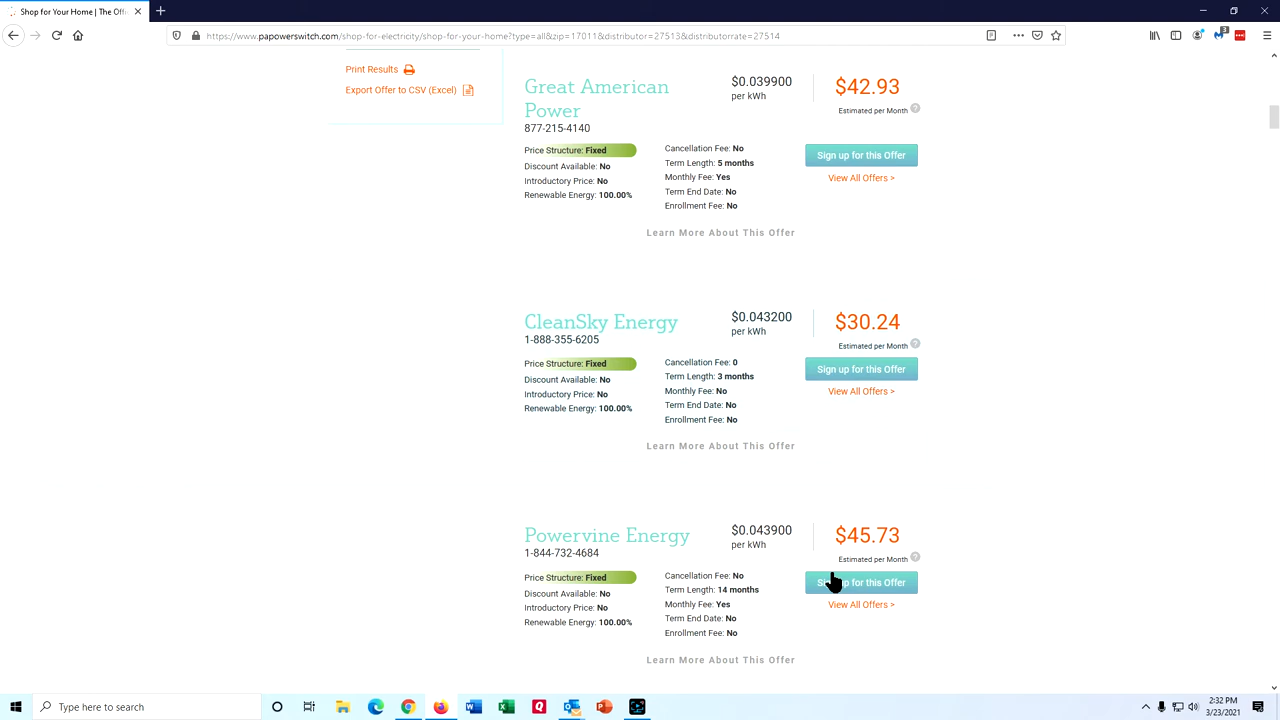 Shop for Your Home | The Off
https://www.papowerswitch.com/shop-for-electricity/shop-for-your-home?type=all&zip=17011&distributor=27513&distributorrate=27514
3
Print Results
Export Offer to CSV (Excel)
Great American
Power
877-215-4140
$0.039900
per kWh
$42.93
Estimated per Month
?
Price Structure: Fixed
Discount Available: No
Introductory Price: No
Renewable Energy: 100.00%
Cancellation Fee: No
Term Length: 5 months
Monthly Fee: Yes
Term End Date: No
Enrollment Fee: No
Sign up for this Offer
View All Offers >
Learn More About This Offer
CleanSky Energy
1-888-355-6205
$0.043200
per kWh
$30.24
Estimated per Month
?
Price Structure: Fixed
Discount Available: No
Introductory Price: No
Renewable Energy: 100.00%
Cancellation Fee: 0
Term Length: 3 months
Monthly Fee: No
Term End Date: No
Enrollment Fee: No
Sign up for this Offer
View All Offers >
Learn More About This Offer
Powervine Energy
1-844-732-4684
$0.043900
per kWh
$45.73
Estimated per Month
?
Price Structure: Fixed
Discount Available: No
Introductory Price: No
Renewable Energy: 100.00%
Cancellation Fee: No
Term Length: 14 months
Monthly Fee: Yes
Term End Date: No
Enrollment Fee: No
Sign up for this Offer
View All Offers >
Learn More About This Offer
Type here to search
2:32 PM
3/23/2021